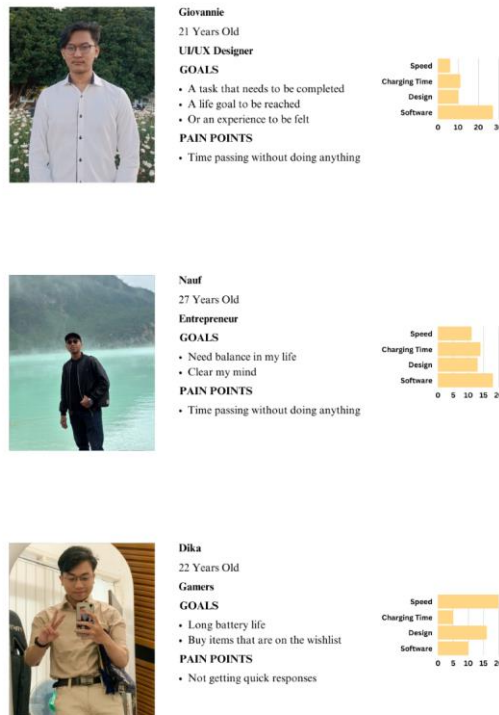 Giovannie
21 Years Old
UI/UX Designer
GOALS
• A task that needs to be completed
• A life goal to be reached
• Or an experience to be felt
PAIN POINTS
• Time passing without doing anything
Speed
Charging Time
Design
Software
0 10 20
Nauf
27 Years Old
Entrepreneur
GOALS
• Need balance in my life
• Clear my mind
PAIN POINTS
• Time passing without doing anything
Speed
Charging Time
Design
Software
0 5 10 15
Dika
22 Years Old
Gamers
GOALS
• Long battery life
• Buy items that are on the wishlist
PAIN POINTS
• Not getting quick responses
Speed
Charging Time
Design
Software
0 5 10 15